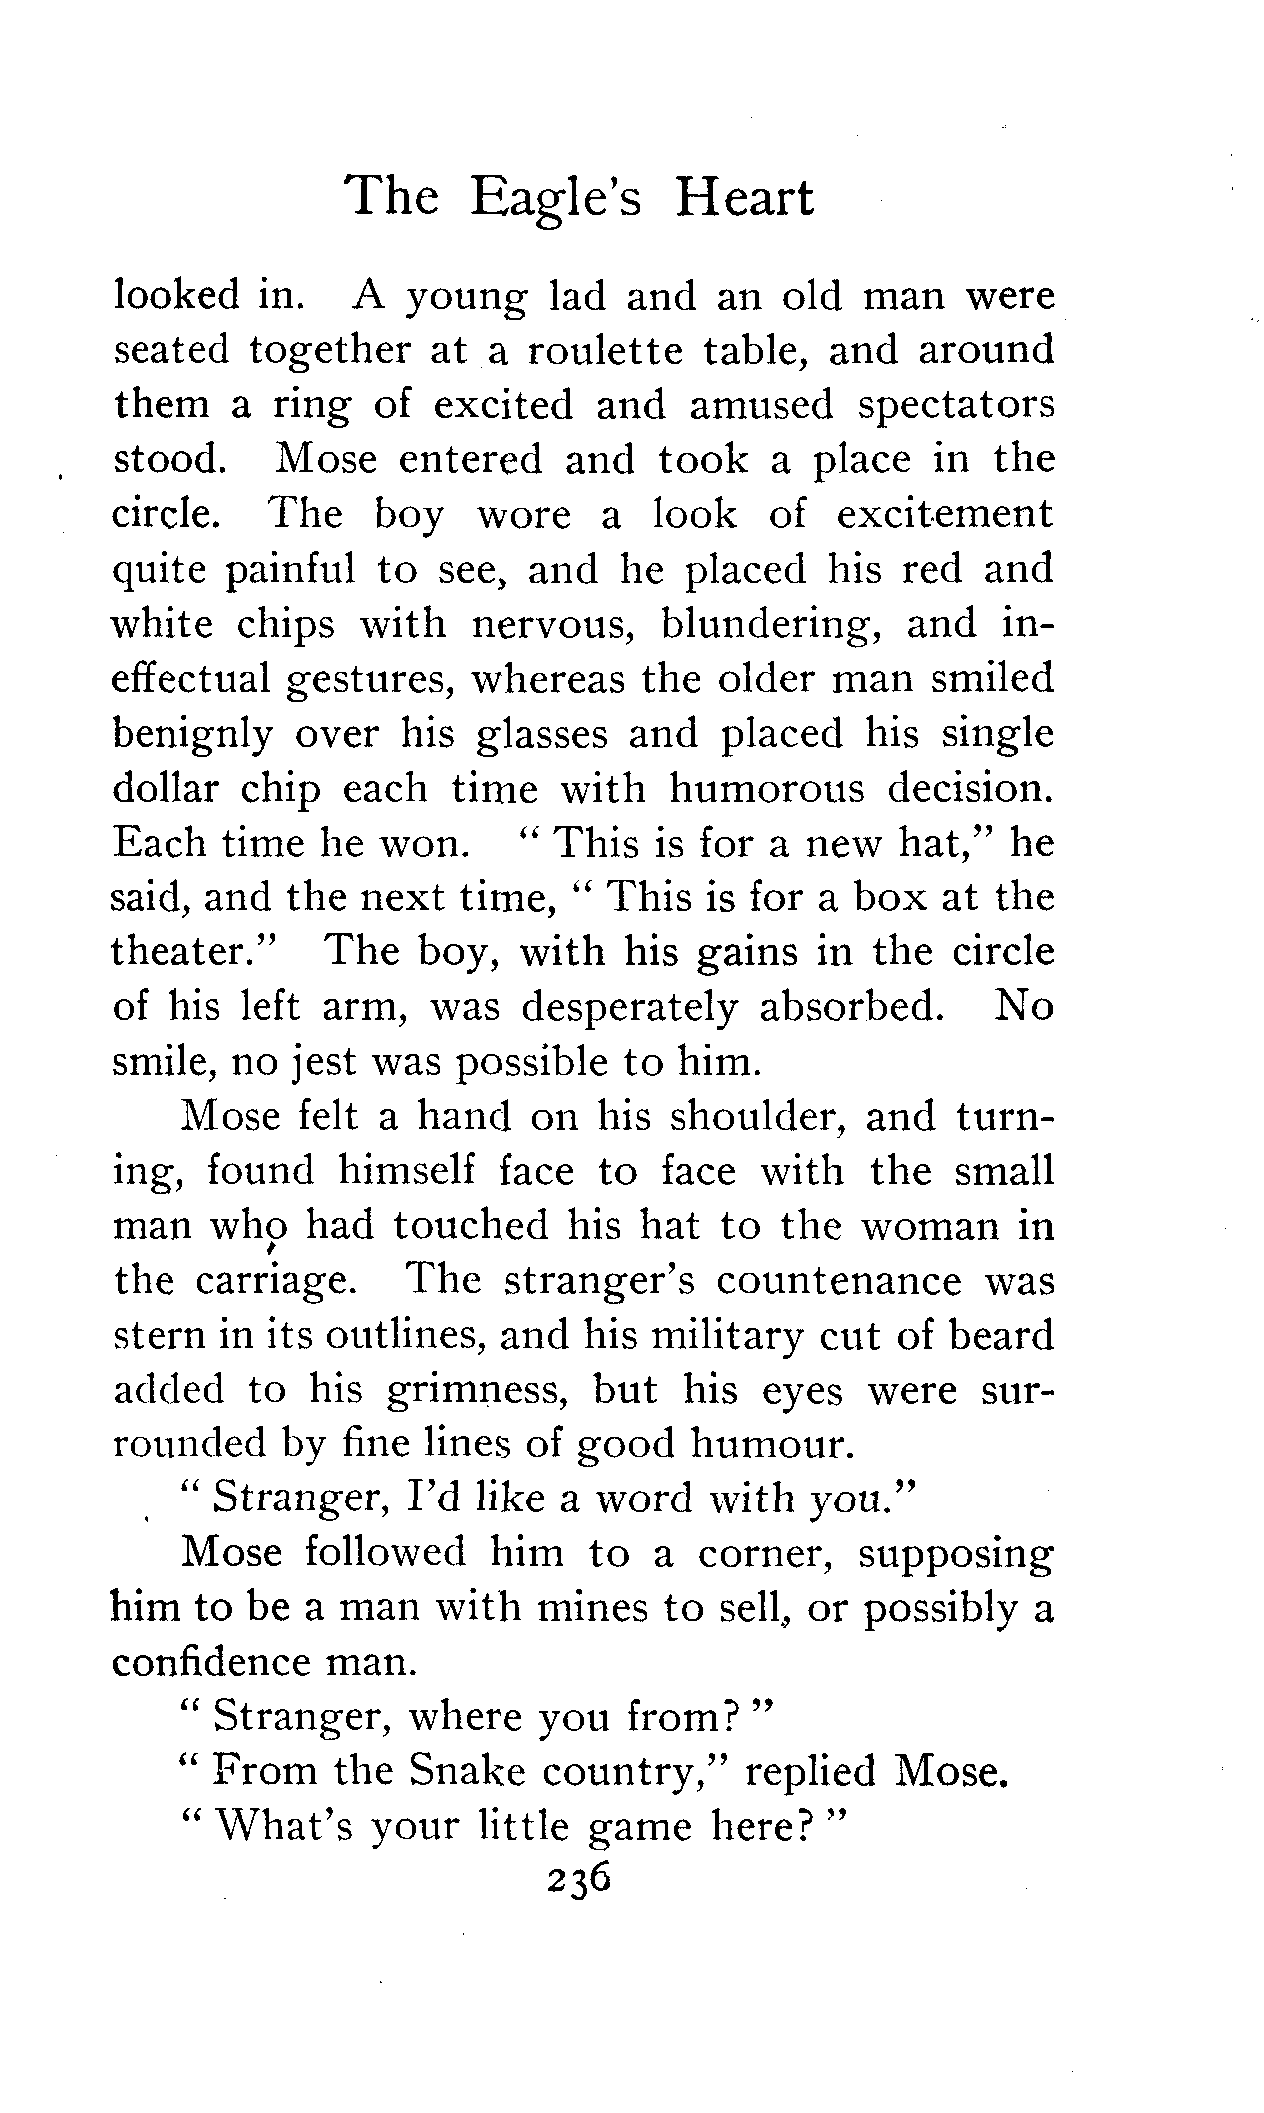 The Eagle's Heart
looked in. A young lad and an old man were
seated together at a roulette table, and around
them a ring of excited and amused spectators
stood. Mose entered and took a place in the
circle. The boy wore a look of excitement
quite painful to see, and he placed his red and
white chips with nervous, blundering, and in-
effectual gestures, whereas the older man smiled
benignly over his glasses and placed his single
dollar chip each time with humorous decision.
Each time he won. " This is for a new hat," he
said, and the next time, " This is for a box at the
theater." The boy, with his gains in the circle
of his left arm, was desperately absorbed. No
smile, no jest was possible to him.
Mose felt a hand on his shoulder, and turn-
ing, found himself face to face with the small
man who had touched his hat to the woman in
the carriage. The stranger's countenance was
stern in its outlines, and his military cut of beard
added to his grimness, but his eyes were sur-
rounded by fine lines of good humour.
" Stranger, I'd like a word with you."
Mose followed him to a corner, supposing
him to be a man with mines to sell, or possibly a
confidence man.
" Stranger, where you from? "
" From the Snake country," replied Mose.
" What's your little game here? "
236